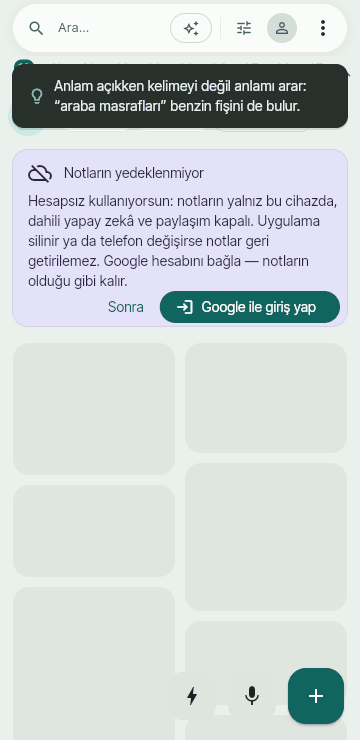 Ara...
Anlam açıkken kelimeyi değil anlamı arar:
“araba masrafları” benzin fişini de bulur.
Notların yedeklenmiyor
Hesapsız kullanıyorsun: notların yalnız bu cihazda,
dahili yapay zekâ ve paylaşım kapalı. Uygulama
silinir ya da telefon değişirse notlar geri
getirilemez. Google hesabını bağla — notların
olduğu gibi kalır.
Sonra
Google ile giriş yap